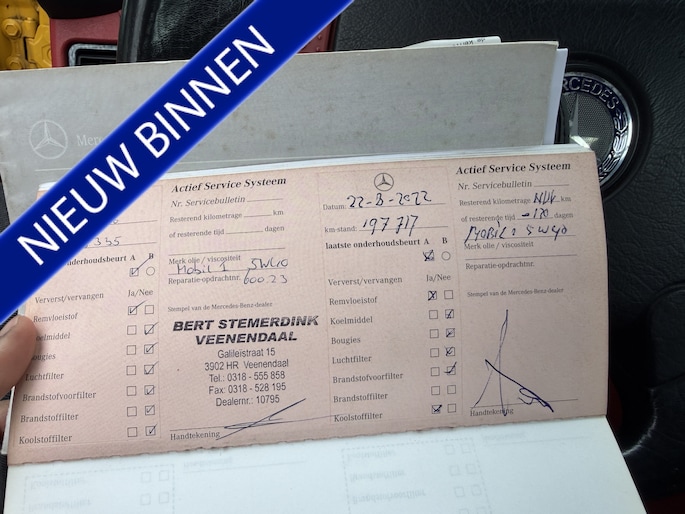 NIEUW BINNEN
MERCEDES
Actief Service Systeem
Nr. Servicebulletin
Resterend kilometrage km
of resterende tijd dagen
335
onderhoudsbeurt A B
Merk olie / viscositeit
Mobil 1 5W40
Reparatie-opdrachtnr.
600.23
Ververst/vervangen Ja/Nee
Remvloeistof
Koelmiddel
Bougies
Luchtfilter
Brandstofvoorfilter
Brandstoffilter
Koolstoffilter
Stempel van de Mercedes-Benz-dealer
BERT STEMERDINK
VEENENDAAL
Galileistraat 15
3902 HR Veenendaal
Tel.: 0318 - 555 858
Fax: 0318 - 528 195
Dealernr.: 10795
Handtekening
Datum: 22-8-2022
km-stand: 197717
laatste onderhoudsbeurt A B
Ververst/vervangen Ja/Nee
Remvloeistof
Koelmiddel
Bougies
Luchtfilter
Brandstofvoorfilter
Brandstoffilter
Koolstoffilter
Actief Service Systeem
Nr. Servicebulletin
Resterend kilometrage km
of resterende tijd -120 dagen
Mobil 1 5W40
Merk olie / viscositeit
Reparatie-opdrachtnr.
Stempel van de Mercedes-Benz-dealer
Handtekening